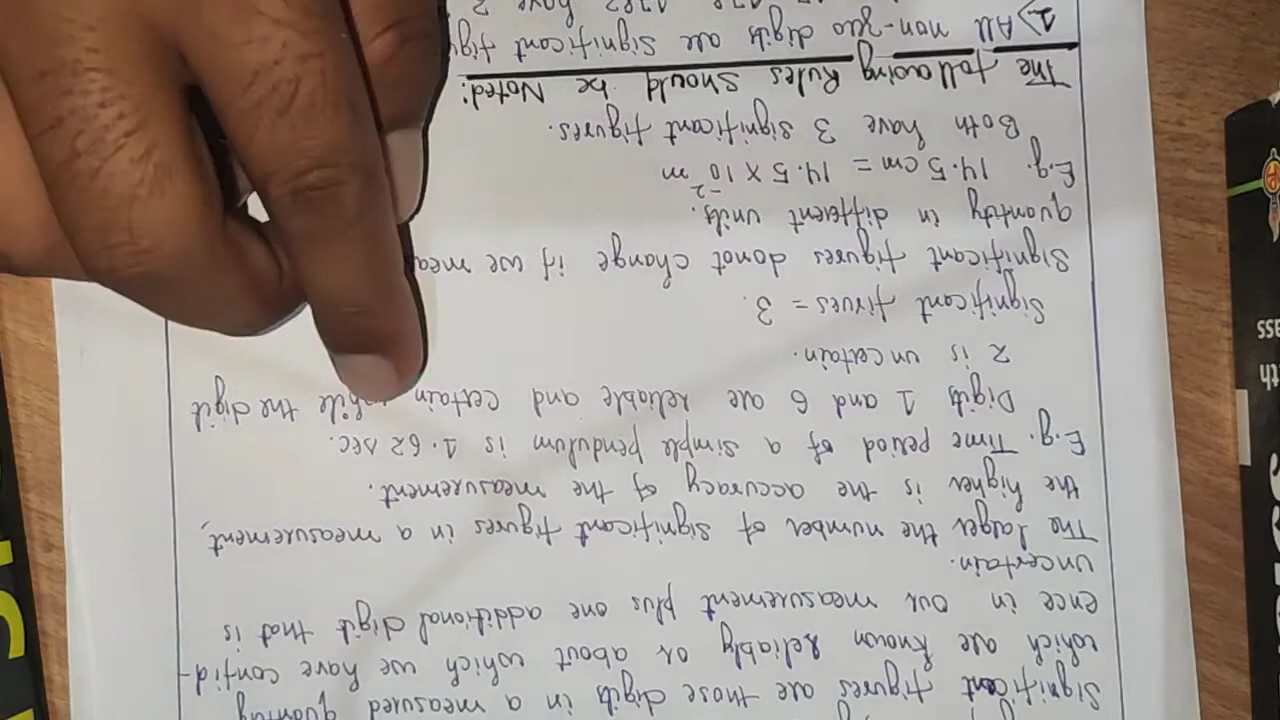 Significant figures are those digits in a measured quantity
which are known reliably or about which we have confid-
ence in our measurement plus one additional digit that is
uncertain.
The larger the number of significant figures in a measurement,
the higher is the accuracy of the measurement.
E.g. Time period of a simple pendulum is 1.62 sec.
Digits 1 and 6 are reliable and certain while the digit
2 is uncertain.
Significant firues = 3.
Significant figures donot change if we mea
quantity in different units.
E.g. 14.5 cm = 14.5 × 10⁻² m
Both have 3 significant figures.
The following Rules should be Noted:
1) All non-zero digits are significant fig
have 2
ass
th